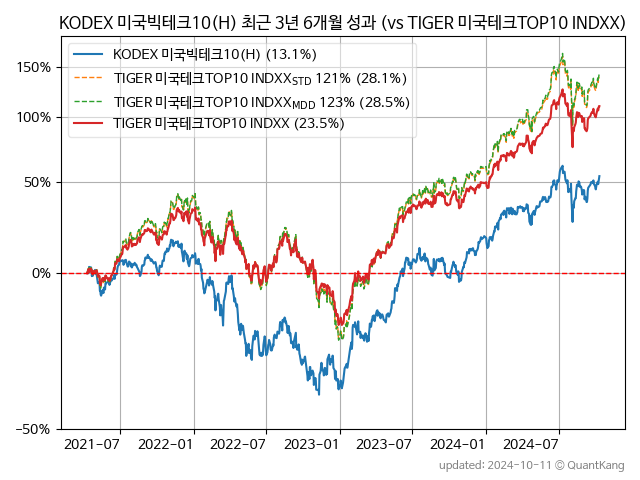 KODEX 미국빅테크10(H) 최근 3년 6개월 성과 (vs TIGER 미국테크TOP10 INDXX)
KODEX 미국빅테크10(H) (13.1%)
TIGER 미국테크TOP10 INDXX STD 121% (28.1%)
TIGER 미국테크TOP10 INDXX MDD 123% (28.5%)
TIGER 미국테크TOP10 INDXX (23.5%)
150%
100%
50%
0%
−50%
2021-07 2022-01 2022-07 2023-01 2023-07 2024-01 2024-07
updated: 2024-10-11 © QuantKang